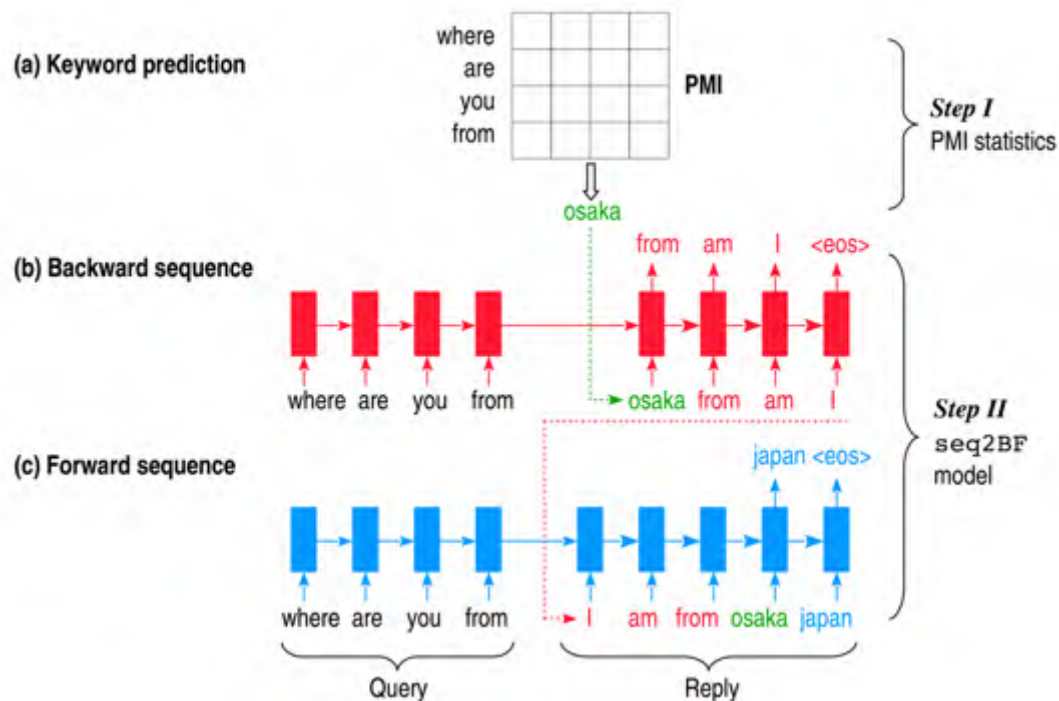 (a) Keyword prediction
where
are
you
from
PMI
Step I
PMI statistics
osaka
(b) Backward sequence
from am I <eos>
where are you from
osaka from am I
Step II
seq2BF
model
(c) Forward sequence
japan <eos>
where are you from
I am from osaka japan
Query
Reply